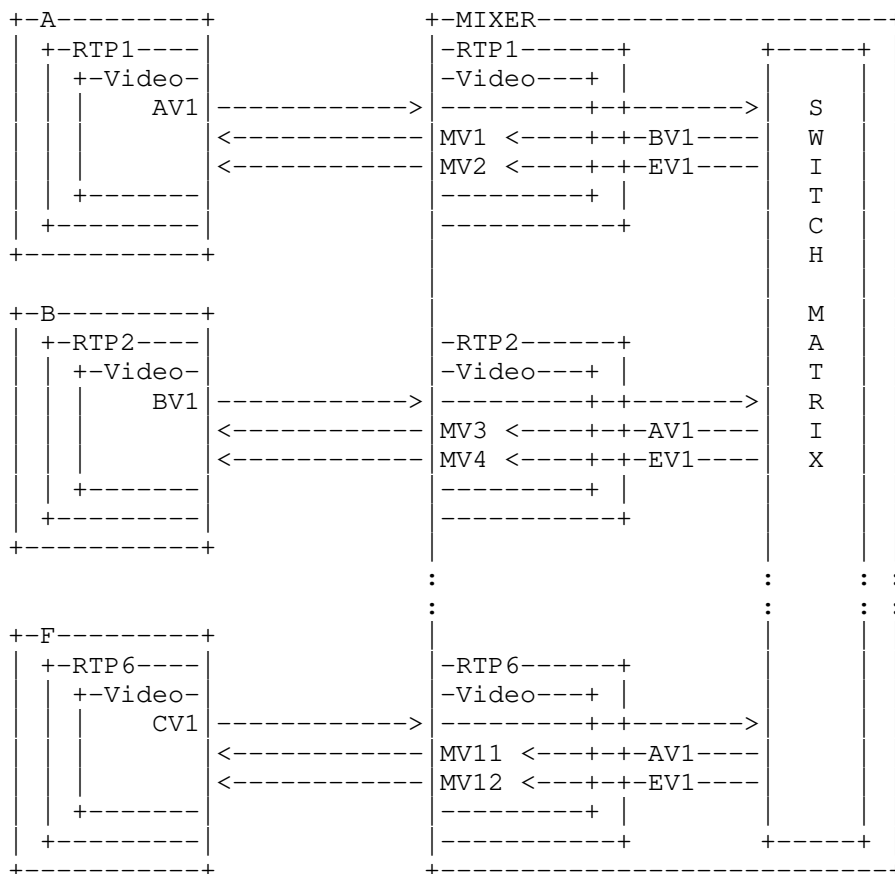 +-A---------+             +-MIXER----------------------
| +-RTP1----|             |-RTP1------+        +-----+
| | +-Video-|             |-Video---+ |        |     |
| | |    AV1|------------>|---------+-+------->|  S  |
| | |       |<------------|MV1 <----+-+-BV1----|  W  |
| | |       |<------------|MV2 <----+-+-EV1----|  I  |
| | +-------|             |---------+ |        |  T  |
| +---------|             |-----------+        |  C  |
+-----------+             |                    |  H  |
                          |                    |     |
+-B---------+             |                    |  M  |
| +-RTP2----|             |-RTP2------+        |  A  |
| | +-Video-|             |-Video---+ |        |  T  |
| | |    BV1|------------>|---------+-+------->|  R  |
| | |       |<------------|MV3 <----+-+-AV1----|  I  |
| | |       |<------------|MV4 <----+-+-EV1----|  X  |
| | +-------|             |---------+ |        |     |
| +---------|             |-----------+        |     |
+-----------+             |                    |     |
                          :                    :     : :
                          :                    :     : :
+-F---------+             |                    |     |
| +-RTP6----|             |-RTP6------+        |     |
| | +-Video-|             |-Video---+ |        |     |
| | |    CV1|------------>|---------+-+------->|     |
| | |       |<------------|MV11 <---+-+-AV1----|     |
| | |       |<------------|MV12 <---+-+-EV1----|     |
| | +-------|             |---------+ |        |     |
| +---------|             |-----------+        +-----+
+-----------+             +----------------------------